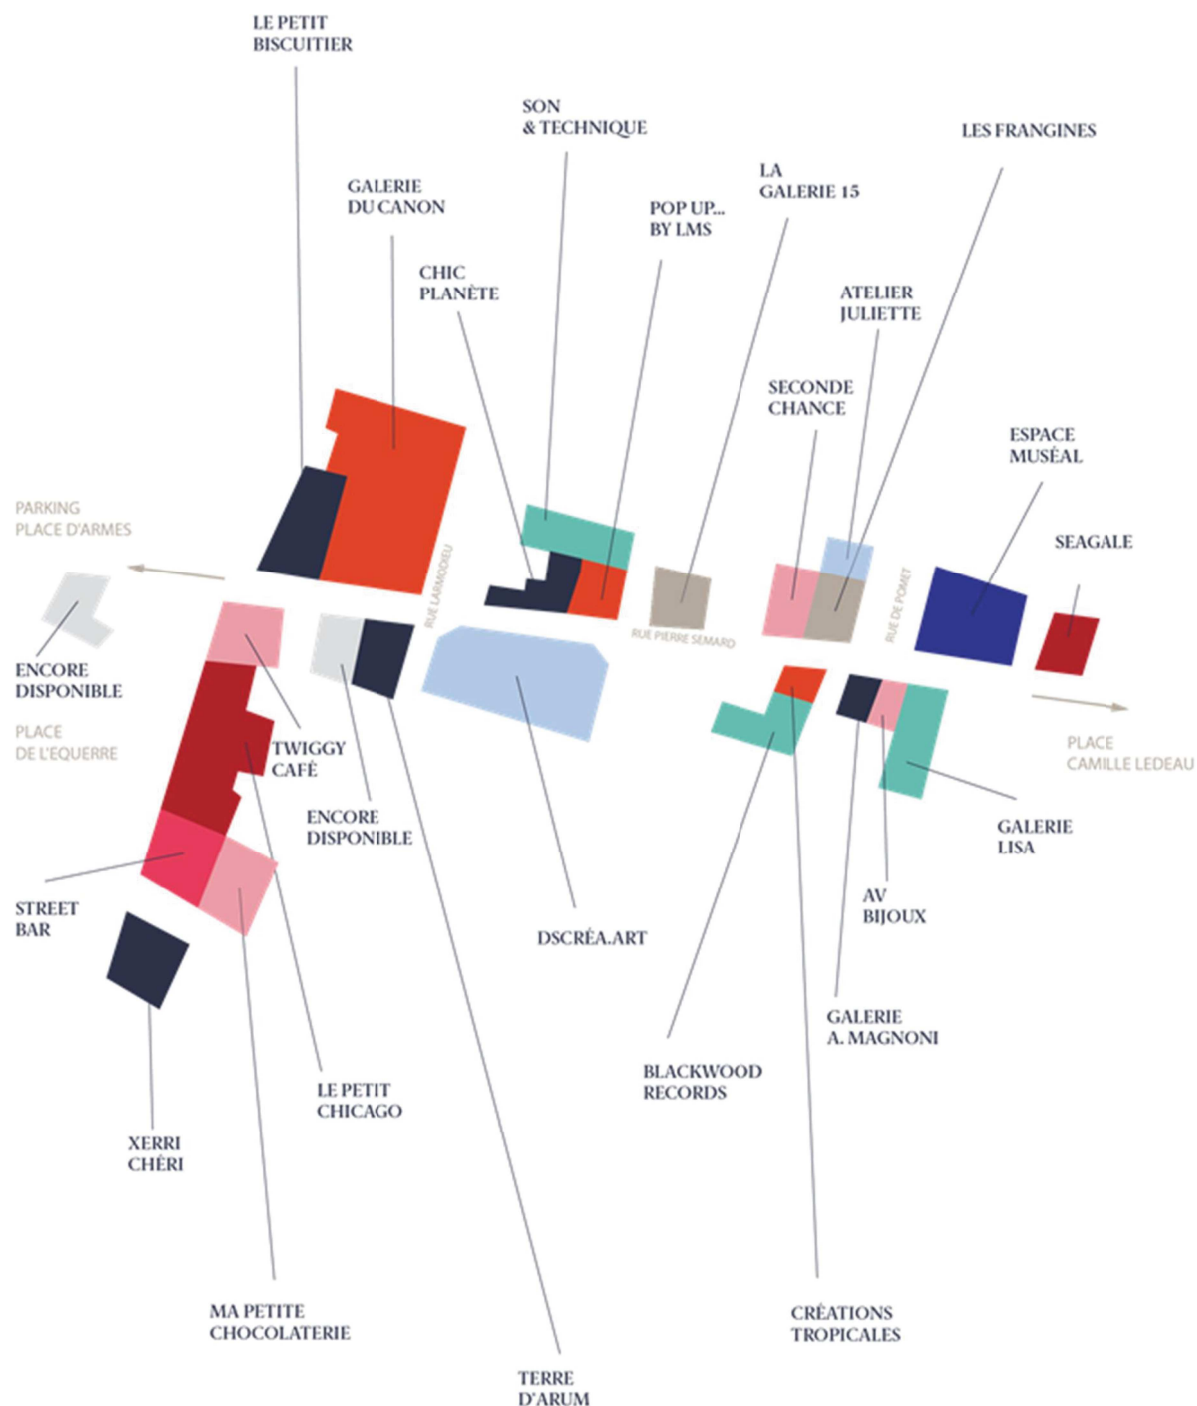 LE PETIT
BISCUITIER
SON
& TECHNIQUE
LES FRANGINES
LA
GALERIE 15
GALERIE
DU CANON
POP UP...
BY LMS
CHIC
PLANÈTE
ATELIER
JULIETTE
SECONDE
CHANCE
ESPACE
MUSÉAL
PARKING
PLACE D'ARMES
SEAGALE
RUE LARMODIEU
RUE DE POMET
RUE PIERRE SEMARD
ENCORE
DISPONIBLE
PLACE
DE L'EQUERRE
TWIGGY
CAFÉ
PLACE
CAMILLE LEDEAU
ENCORE
DISPONIBLE
GALERIE
LISA
STREET
BAR
AV
BIJOUX
DSCRÉA.ART
GALERIE
A. MAGNONI
BLACKWOOD
RECORDS
LE PETIT
CHICAGO
XERRI
CHÉRI
MA PETITE
CHOCOLATERIE
CRÉATIONS
TROPICALES
TERRE
D'ARUM